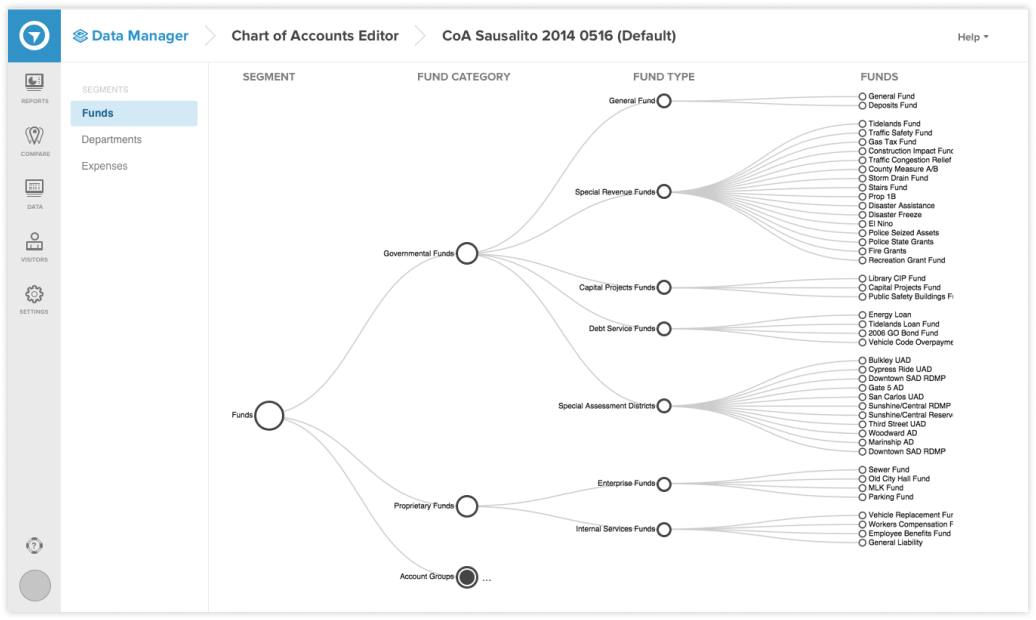 Data Manager
Chart of Accounts Editor
CoA Sausalito 2014 0516 (Default)
Help
REPORTS
COMPARE
DATA
VISITORS
SETTINGS
?
SEGMENTS
Funds
Departments
Expenses
SEGMENT
FUND CATEGORY
FUND TYPE
FUNDS
Funds
Governmental Funds
Proprietary Funds
Account Groups
...
General Fund
Special Revenue Funds
Capital Projects Funds
Debt Service Funds
Special Assessment Districts
Enterprise Funds
Internal Services Funds
General Fund
Deposits Fund
Tidelands Fund
Traffic Safety Fund
Gas Tax Fund
Construction Impact Func
Traffic Congestion Relief
County Measure A/B
Storm Drain Fund
Stairs Fund
Prop 1B
Disaster Assistance
Disaster Freeze
El Nino
Police Seized Assets
Police State Grants
Fire Grants
Recreation Grant Fund
Library CIP Fund
Capital Projects Fund
Public Safety Buildings Fi
Energy Loan
Tidelands Loan Fund
2006 GO Bond Fund
Vehicle Code Overpayme
Bulkley UAD
Cypress Ride UAD
Downtown SAD RDMP
Gate 5 AD
San Carlos UAD
Sunshine/Central RDMP
Sunshine/Central Reserv
Third Street UAD
Woodward AD
Marinship AD
Downtown SAD RDMP
Sewer Fund
Old City Hall Fund
MLK Fund
Parking Fund
Vehicle Replacement Fur
Workers Compensation F
Employee Benefits Fund
General Liability